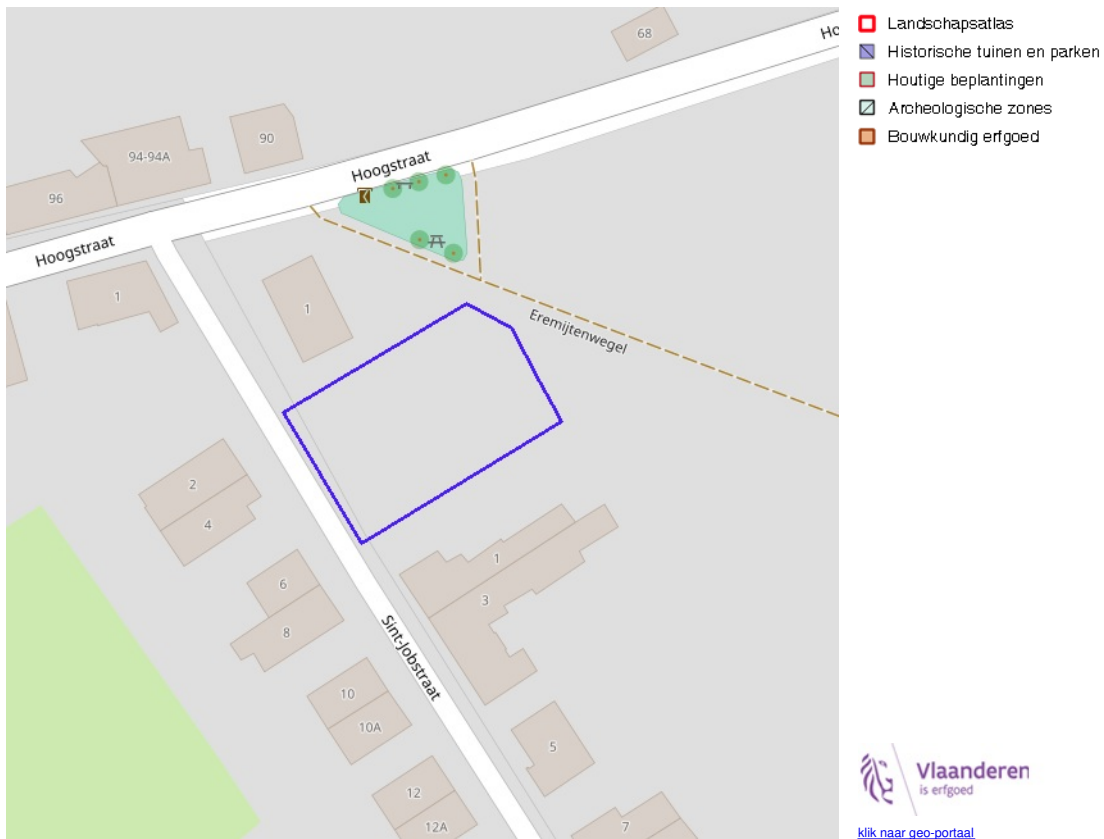 68
Ho
90
94-94A
96
Hoogstraat
Hoogstraat
1
1
Eremijtenwegel
2
4
1
6
3
8
Sint-Jobstraat
10
10A
5
12
12A
7
Landschapsatlas
Historische tuinen en parken
Houtige beplantingen
Archeologische zones
Bouwkundig erfgoed
Vlaanderen
is erfgoed
klik naar geo-portaal